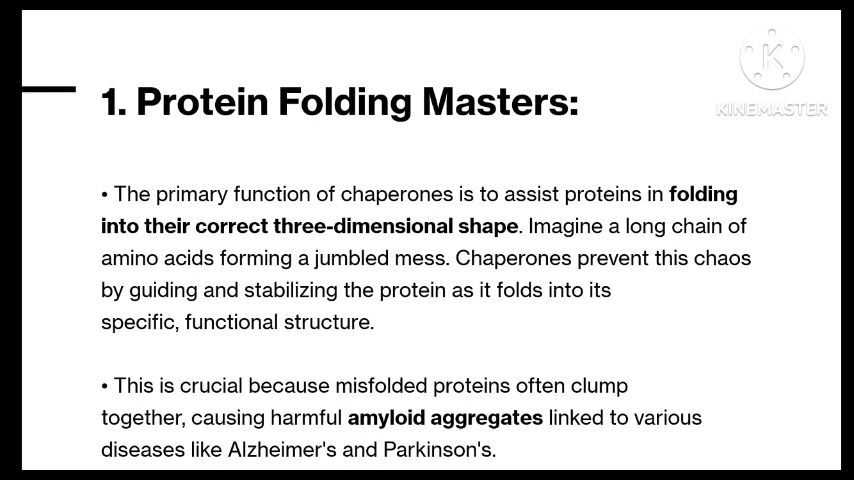 KINEMASTER
1. Protein Folding Masters:
• The primary function of chaperones is to assist proteins in folding
into their correct three-dimensional shape. Imagine a long chain of
amino acids forming a jumbled mess. Chaperones prevent this chaos
by guiding and stabilizing the protein as it folds into its
specific, functional structure.
• This is crucial because misfolded proteins often clump
together, causing harmful amyloid aggregates linked to various
diseases like Alzheimer's and Parkinson's.